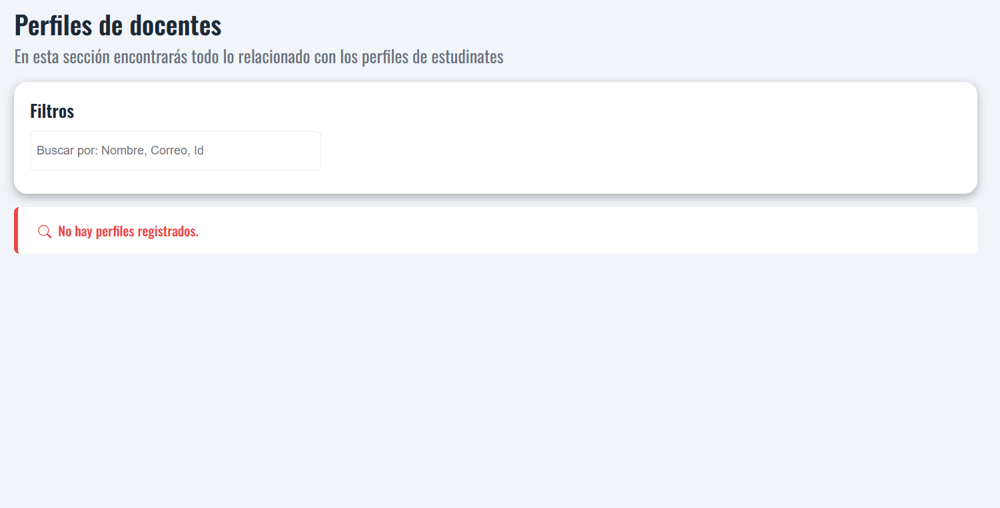 Perfiles de docentes
En esta sección encontrarás todo lo relacionado con los perfiles de estudinates
Filtros
Buscar por: Nombre, Correo, Id
No hay perfiles registrados.